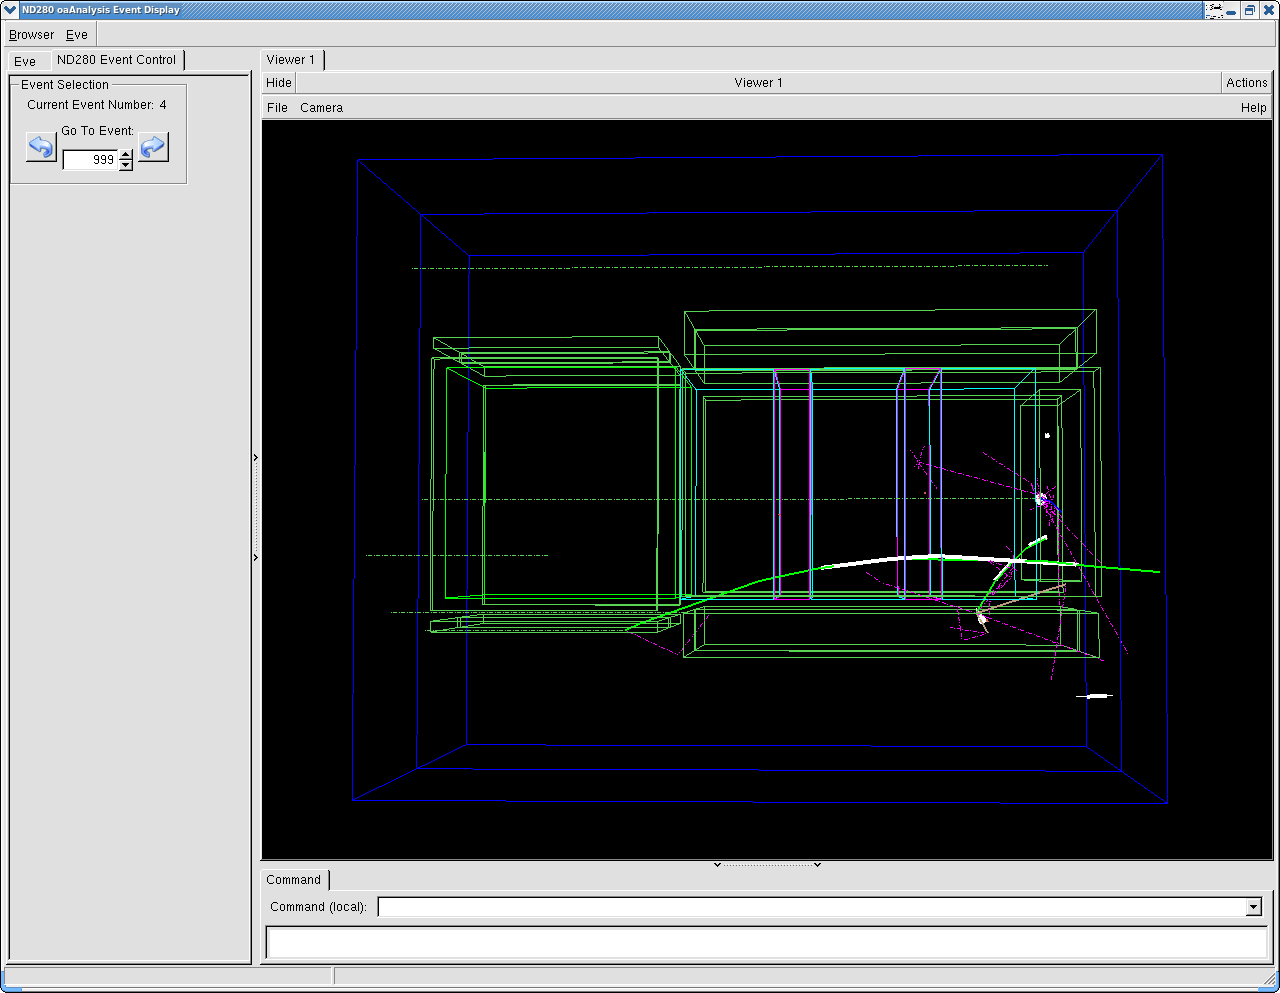 ND280 oaAnalysis Event Display
Browser Eve
Eve ND280 Event Control
Event Selection
Current Event Number: 4
Go To Event:
999
Viewer 1
Hide Viewer 1 Actions
File Camera Help
Command
Command (local):